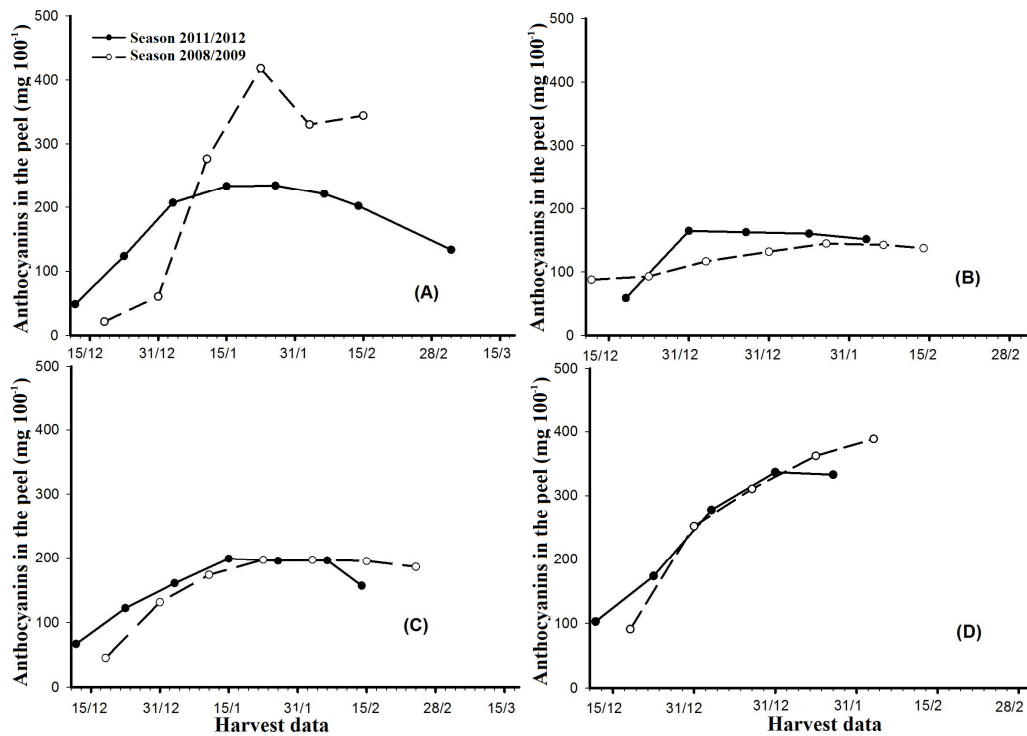 Anthocyanins in the peel (mg 100⁻¹)
500
400
300
200
100
0
Season 2011/2012
Season 2008/2009
(A)
15/12 31/12 15/1 31/1 15/2 28/2 15/3
Anthocyanins in the peel (mg 100⁻¹)
500
400
300
200
100
0
(B)
15/12 31/12 31/12 31/1 15/2 28/2
Anthocyanins in the peel (mg 100⁻¹)
500
400
300
200
100
0
(C)
15/12 31/12 15/1 31/1 15/2 28/2 15/3
Harvest data
Anthocyanins in the peel (mg 100⁻¹)
500
400
300
200
100
0
(D)
15/12 31/12 31/12 31/1 15/2 28/2
Harvest data